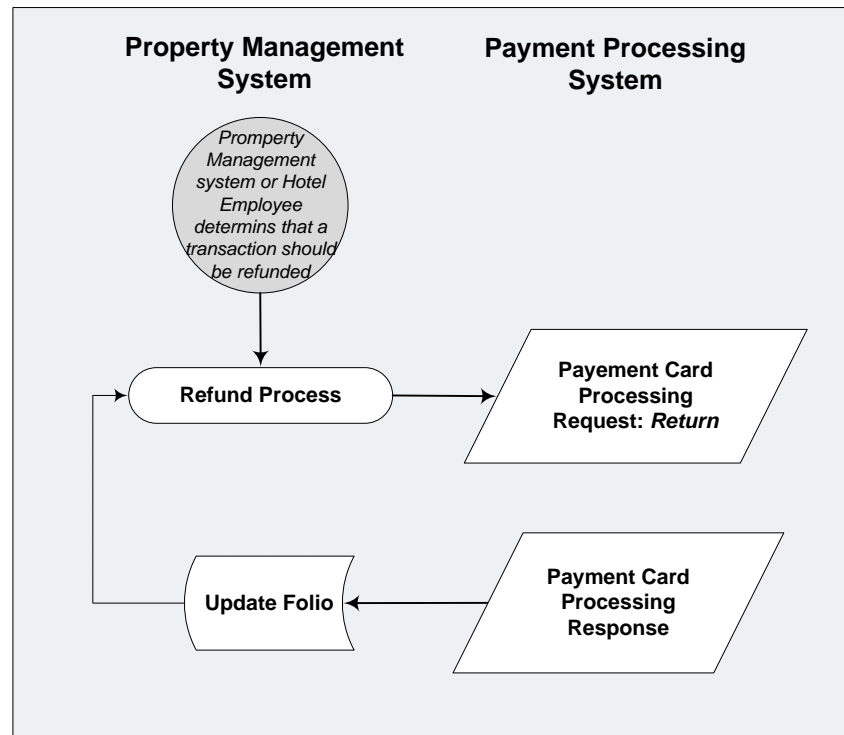 Property Management
System
Payment Processing
System
Promperty
Management
system or Hotel
Employee
determins that a
transaction should
be refunded
Refund Process
Payement Card
Processing
Request: Return
Update Folio
Payment Card
Processing
Response